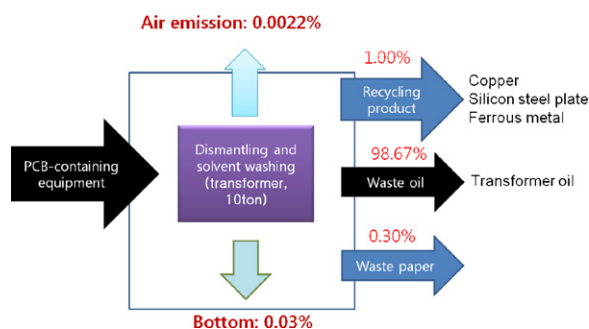 Air emission: 0.0022%
1.00%
Recycling
product
Copper
Silicon steel plate
Ferrous metal
PCB-containing
equipment
Dismantling and
solvent washing
(transformer,
10ton)
98.67%
Waste oil
Transformer oil
0.30%
Waste paper
Bottom: 0.03%